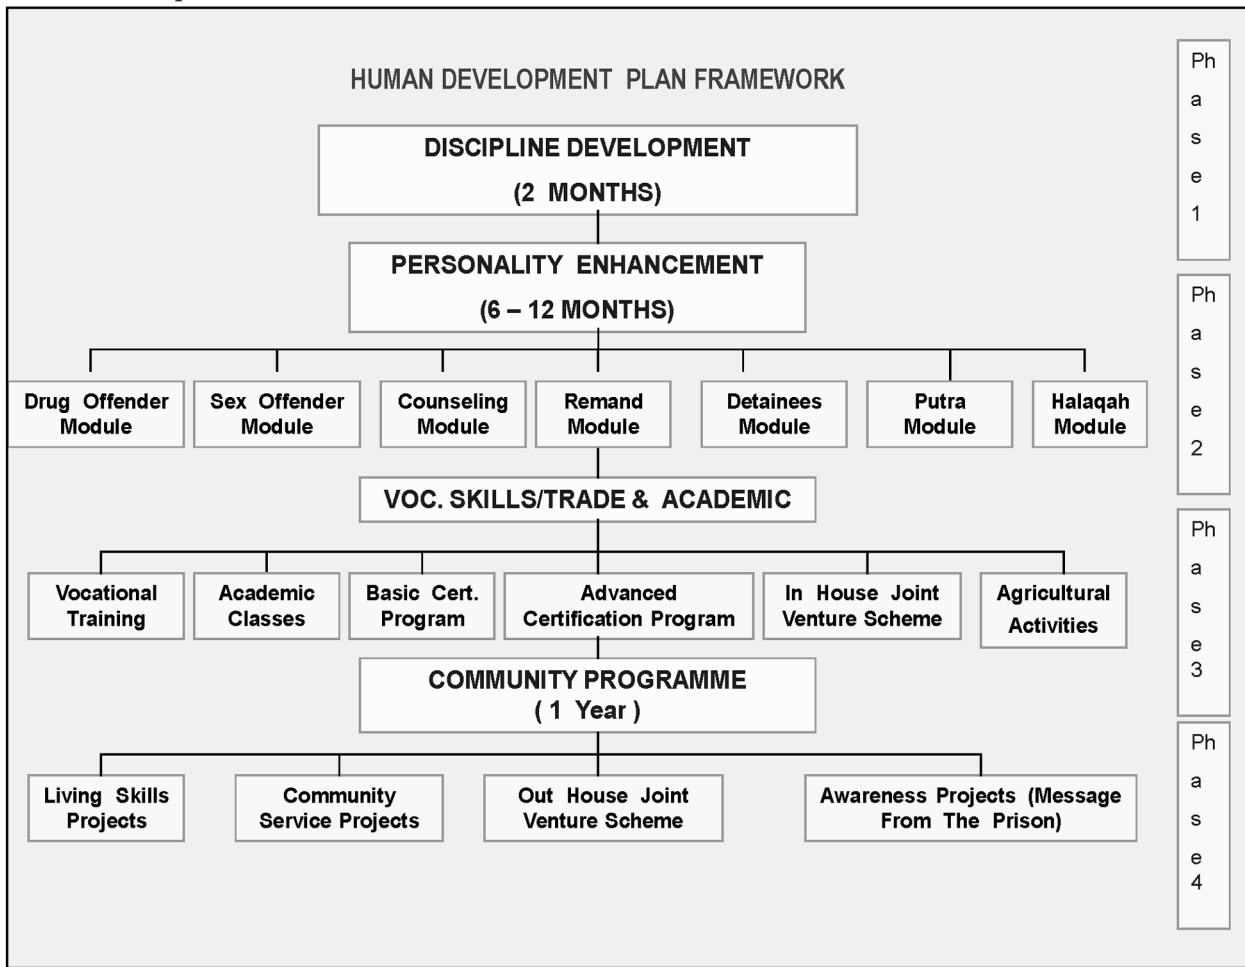 HUMAN DEVELOPMENT PLAN FRAMEWORK
DISCIPLINE DEVELOPMENT
(2 MONTHS)
PERSONALITY ENHANCEMENT
(6 – 12 MONTHS)
Drug Offender
Module
Sex Offender
Module
Counseling
Module
Remand
Module
Detainees
Module
Putra
Module
Halaqah
Module
VOC. SKILLS/TRADE & ACADEMIC
Vocational
Training
Academic
Classes
Basic Cert.
Program
Advanced
Certification Program
In House Joint
Venture Scheme
Agricultural
Activities
COMMUNITY PROGRAMME
( 1 Year )
Living Skills
Projects
Community
Service Projects
Out House Joint
Venture Scheme
Awareness Projects (Message
From The Prison)
Ph
a
s
e
1
Ph
a
s
e
2
Ph
a
s
e
3
Ph
a
s
e
4